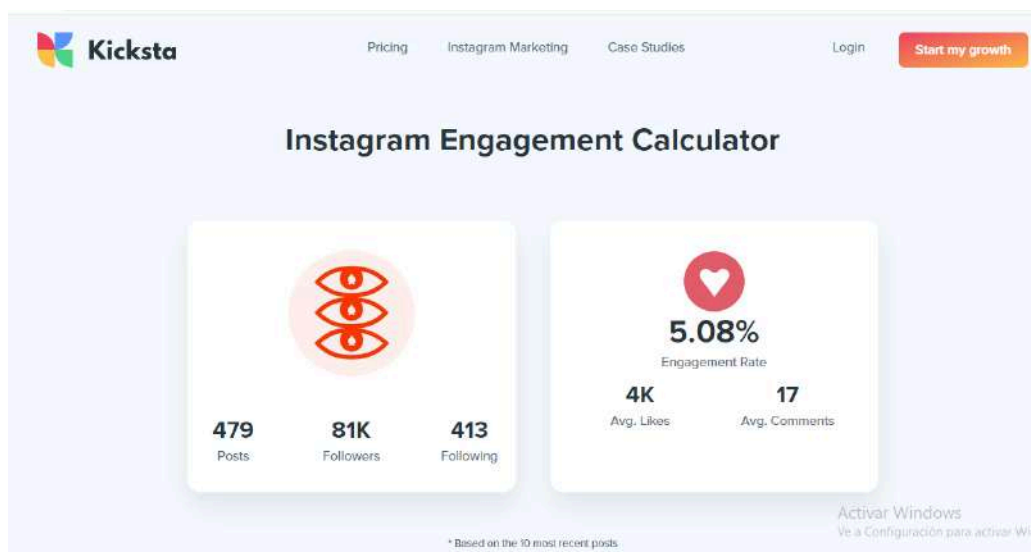 Kicksta Pricing Instagram Marketing Case Studies Login Start my growth
Instagram Engagement Calculator
479 81K 413
Posts Followers Following
5.08%
Engagement Rate
4K 17
Avg. Likes Avg. Comments
Activar Windows
Ve a Configuración para activar Wi
* Based on the 10 most recent posts